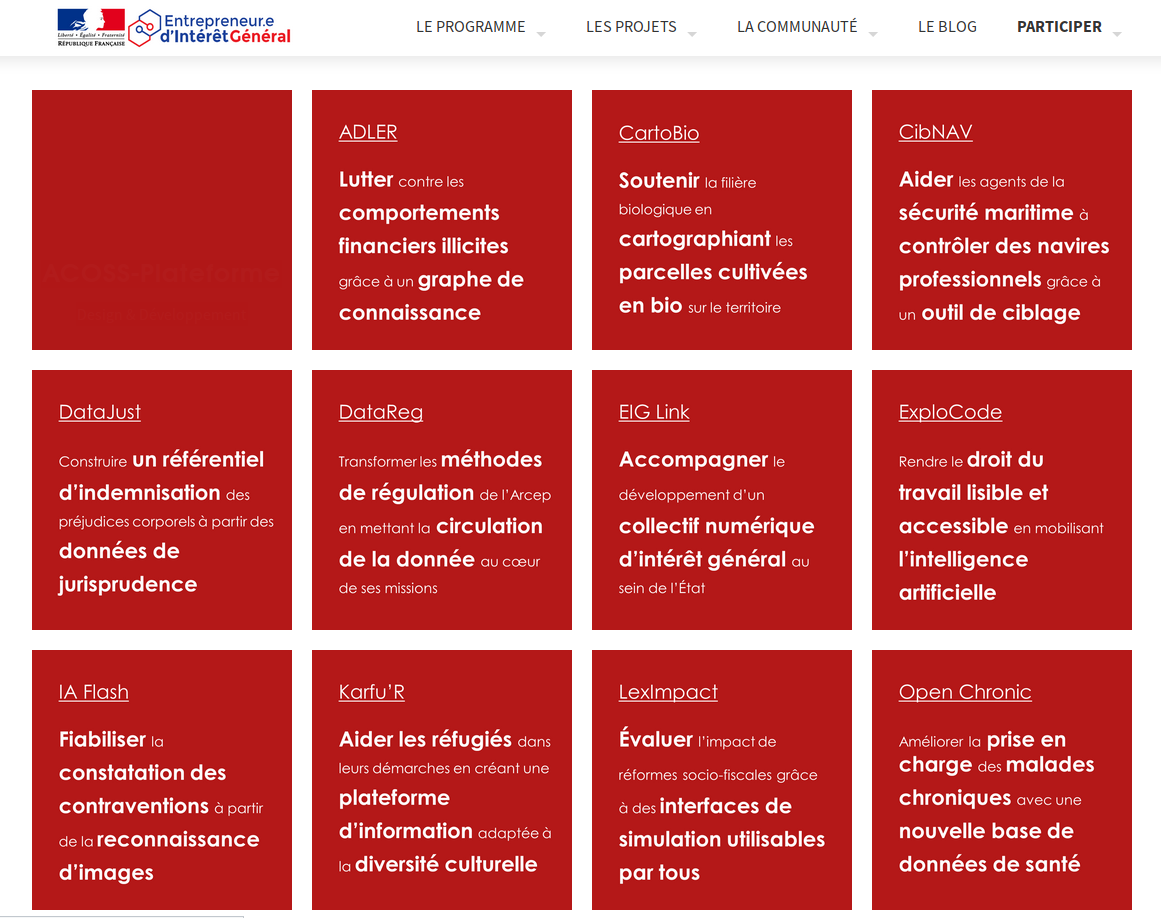 Liberté • Égalité • Fraternité
RÉPUBLIQUE FRANÇAISE
Entrepreneur.e
d'Intérêt Général
LE PROGRAMME
LES PROJETS
LA COMMUNAUTÉ
LE BLOG
PARTICIPER
ACOSS-Plateforme
ADLER
Lutter contre les
comportements
financiers illicites
grâce à un graphe de
connaissance
CartoBio
Soutenir la filière
biologique en
cartographiant les
parcelles cultivées
en bio sur le territoire
CibNAV
Aider les agents de la
sécurité maritime à
contrôler des navires
professionnels grâce à
un outil de ciblage
DataJust
Construire un référentiel
d’indemnisation des
préjudices corporels à partir des
données de
jurisprudence
DataReg
Transformer les méthodes
de régulation de l’Arcep
en mettant la circulation
de la donnée au cœur
de ses missions
EIG Link
Accompagner le
développement d’un
collectif numérique
d’intérêt général au
sein de l’État
ExploCode
Rendre le droit du
travail lisible et
accessible en mobilisant
l’intelligence
artificielle
IA Flash
Fiabiliser la
constatation des
contraventions à partir
de la reconnaissance
d’images
Karfu’R
Aider les réfugiés dans
leurs démarches en créant une
plateforme
d’information adaptée à
la diversité culturelle
LexImpact
Évaluer l’impact de
réformes socio-fiscales grâce
à des interfaces de
simulation utilisables
par tous
Open Chronic
Améliorer la prise en
charge des malades
chroniques avec une
nouvelle base de
données de santé